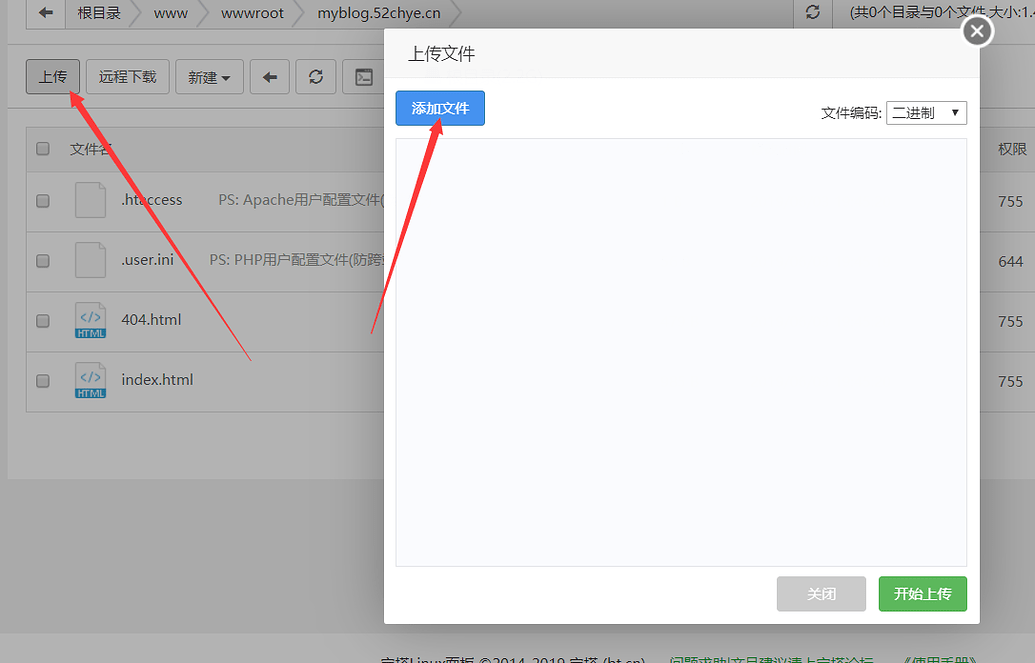 根目录 www wwwroot myblog.52chye.cn (共0个目录与0个文件,大小:1.
上传文件
上传 远程下载 新建
添加文件
文件编码: 二进制
文件名 权限
.htaccess PS: Apache用户配置文件( 755
.user.ini PS: PHP用户配置文件(防跨 644
404.html 755
HTML
index.html 755
HTML
关闭 开始上传
宝塔Linux面板 ©2014-2019 宝塔 (bt.cn) 问题求助|产品建议请上宝塔论坛 《使用手册》